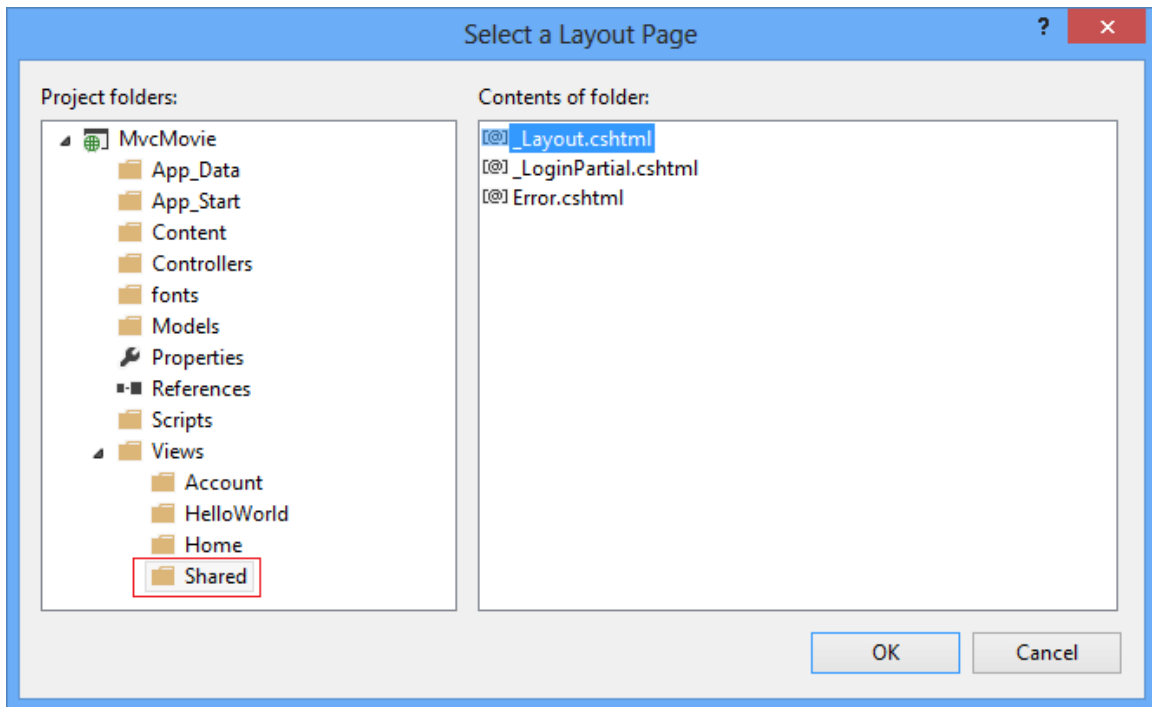 Select a Layout Page
?
Project folders:
MvcMovie
App_Data
App_Start
Content
Controllers
fonts
Models
Properties
References
Scripts
Views
Account
HelloWorld
Home
Shared
Contents of folder:
[@] _Layout.cshtml
[@] _LoginPartial.cshtml
[@] Error.cshtml
OK
Cancel